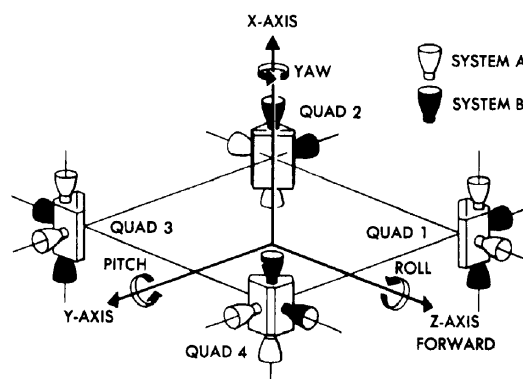 X-AXIS
YAW
SYSTEM A
SYSTEM B
QUAD 2
QUAD 3
QUAD 1
PITCH
ROLL
Y-AXIS
Z-AXIS
FORWARD
QUAD 4